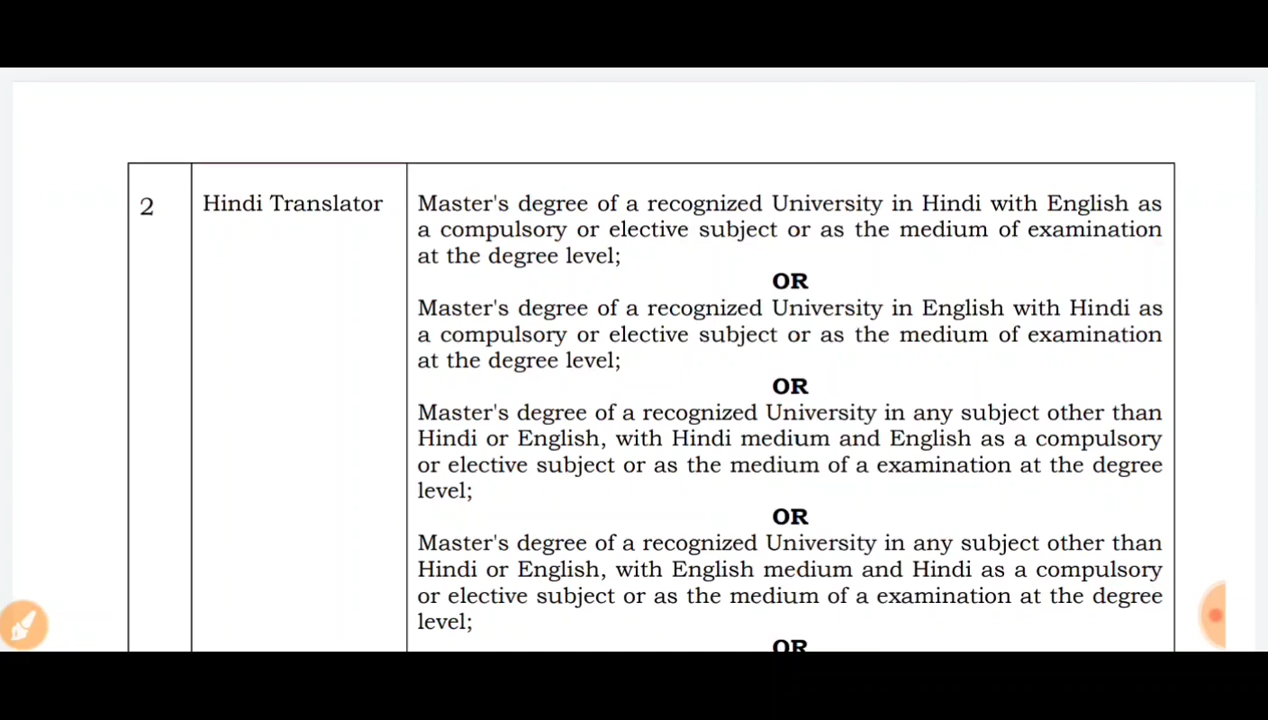 2
Hindi Translator
Master's degree of a recognized University in Hindi with English as
a compulsory or elective subject or as the medium of examination
at the degree level;
OR
Master's degree of a recognized University in English with Hindi as
a compulsory or elective subject or as the medium of examination
at the degree level;
OR
Master's degree of a recognized University in any subject other than
Hindi or English, with Hindi medium and English as a compulsory
or elective subject or as the medium of a examination at the degree
level;
OR
Master's degree of a recognized University in any subject other than
Hindi or English, with English medium and Hindi as a compulsory
or elective subject or as the medium of a examination at the degree
level;
OR